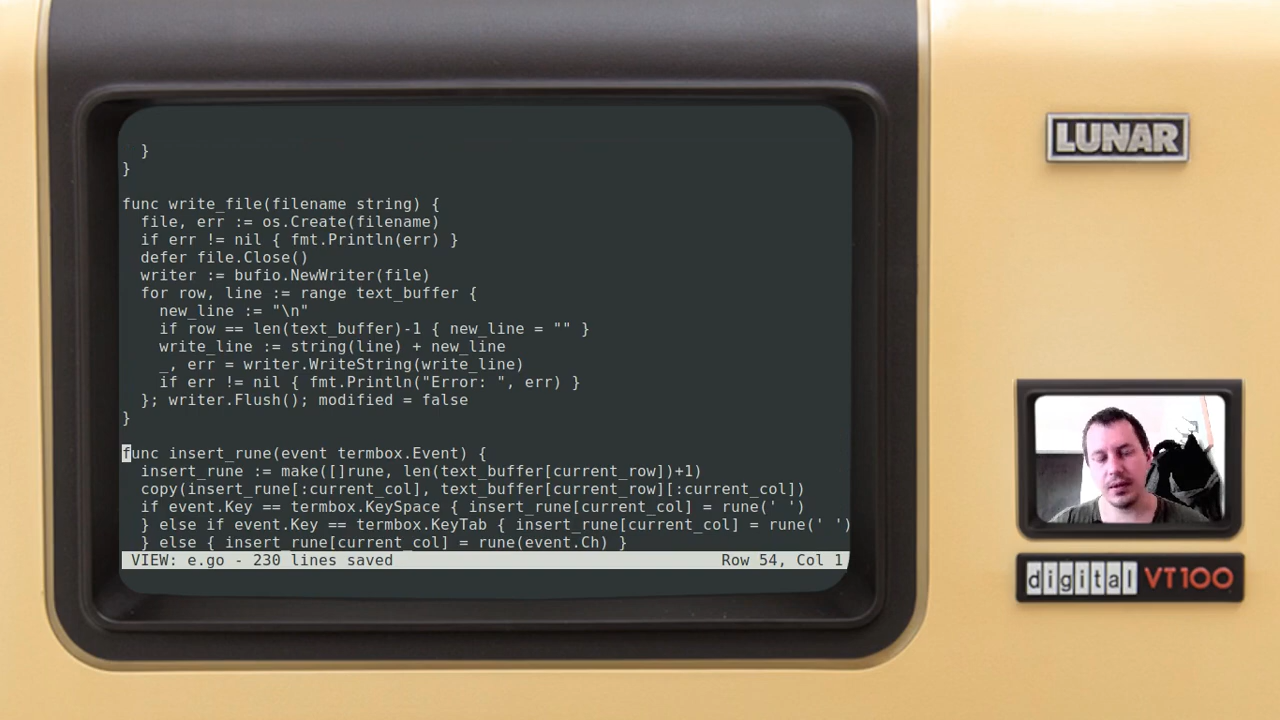 }
}

func write_file(filename string) {
  file, err := os.Create(filename)
  if err != nil { fmt.Println(err) }
  defer file.Close()
  writer := bufio.NewWriter(file)
  for row, line := range text_buffer {
    new_line := "\n"
    if row == len(text_buffer)-1 { new_line = "" }
    write_line := string(line) + new_line
    _, err = writer.WriteString(write_line)
    if err != nil { fmt.Println("Error: ", err) }
  }; writer.Flush(); modified = false
}

func insert_rune(event termbox.Event) {
  insert_rune := make([]rune, len(text_buffer[current_row])+1)
  copy(insert_rune[:current_col], text_buffer[current_row][:current_col])
  if event.Key == termbox.KeySpace { insert_rune[current_col] = rune(' ')
  } else if event.Key == termbox.KeyTab { insert_rune[current_col] = rune(' ')
  } else { insert_rune[current_col] = rune(event.Ch) }
VIEW: e.go - 230 lines saved Row 54, Col 1
LUNAR
digital VT100